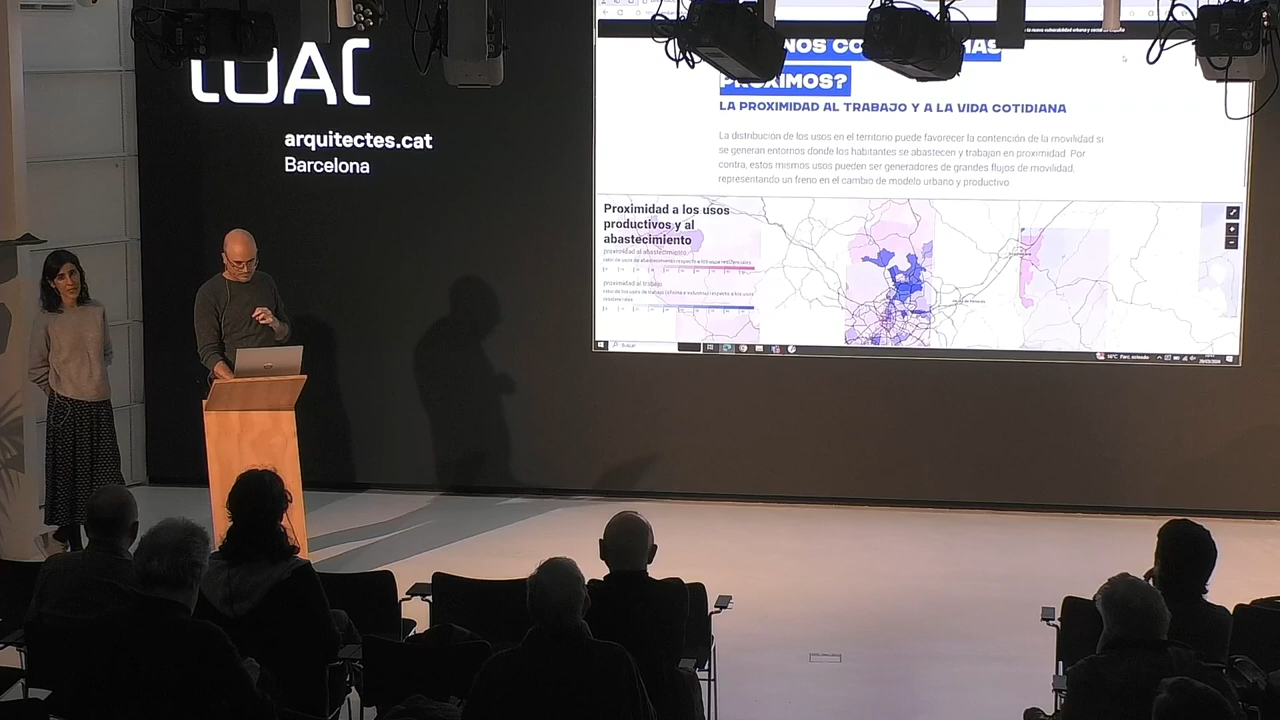 COAC
arquitectes.cat
Barcelona
PRÓXIMOS?
LA PROXIMIDAD AL TRABAJO Y A LA VIDA COTIDIANA
La distribución de los usos en el territorio puede favorecer la contención de la movilidad si
se generan entornos donde los habitantes se abastecen y trabajan en proximidad. Por
contra, estos mismos usos pueden ser generadores de grandes flujos de movilidad,
representando un freno en el cambio de modelo urbano y productivo
Proximidad a los usos
productivos y al
abastecimiento
proximidad al abastecimiento
proximidad al trabajo
Buscar
16°C